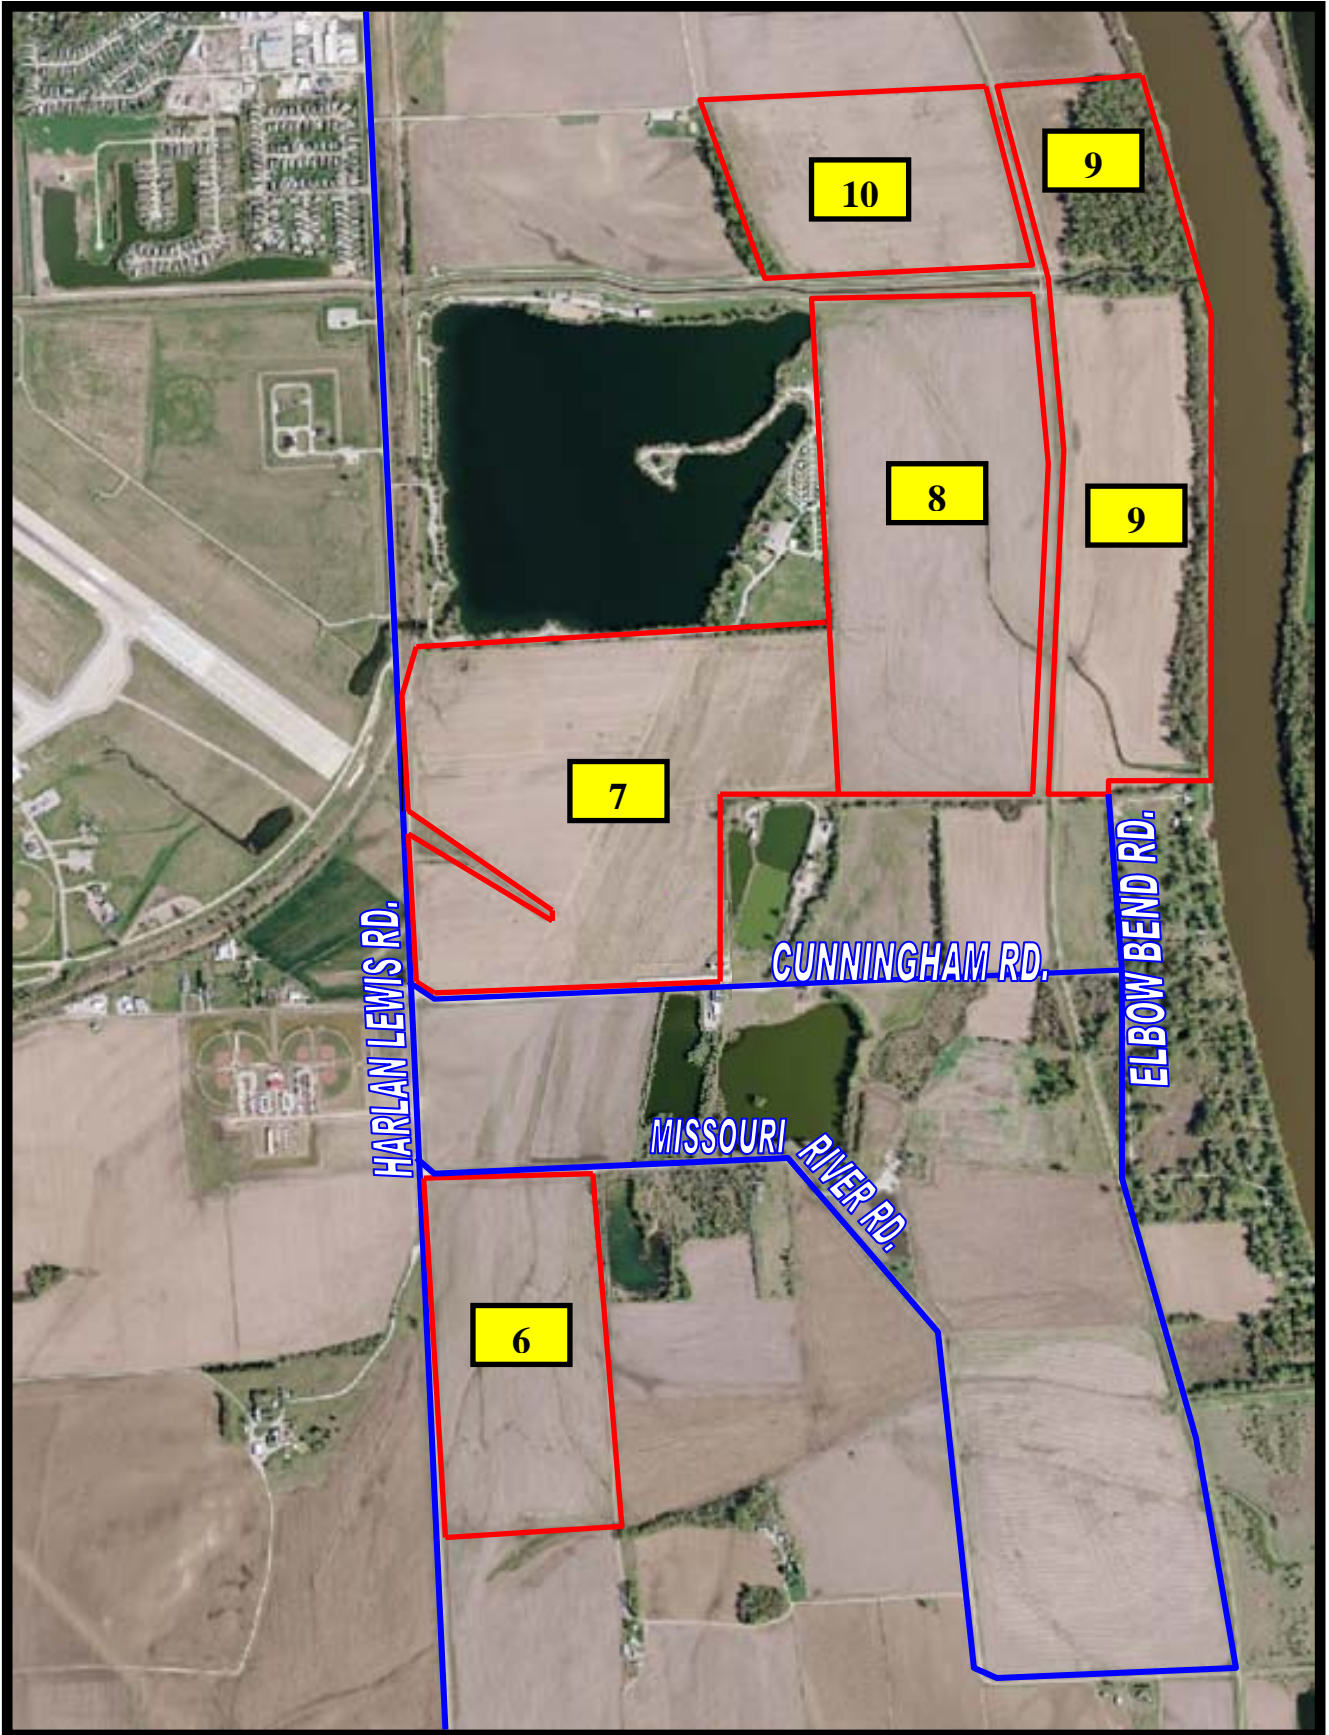 9
10
8
9
7
CUNNINGHAM RD.
ELBOW BEND RD.
HARLAN LEWIS RD.
MISSOURI
RIVER RD.
6